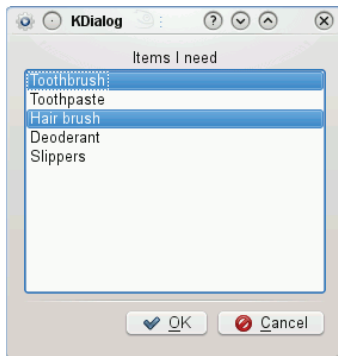 KDialog
Items I need
Toothbrush
Toothpaste
Hair brush
Deoderant
Slippers
OK
Cancel